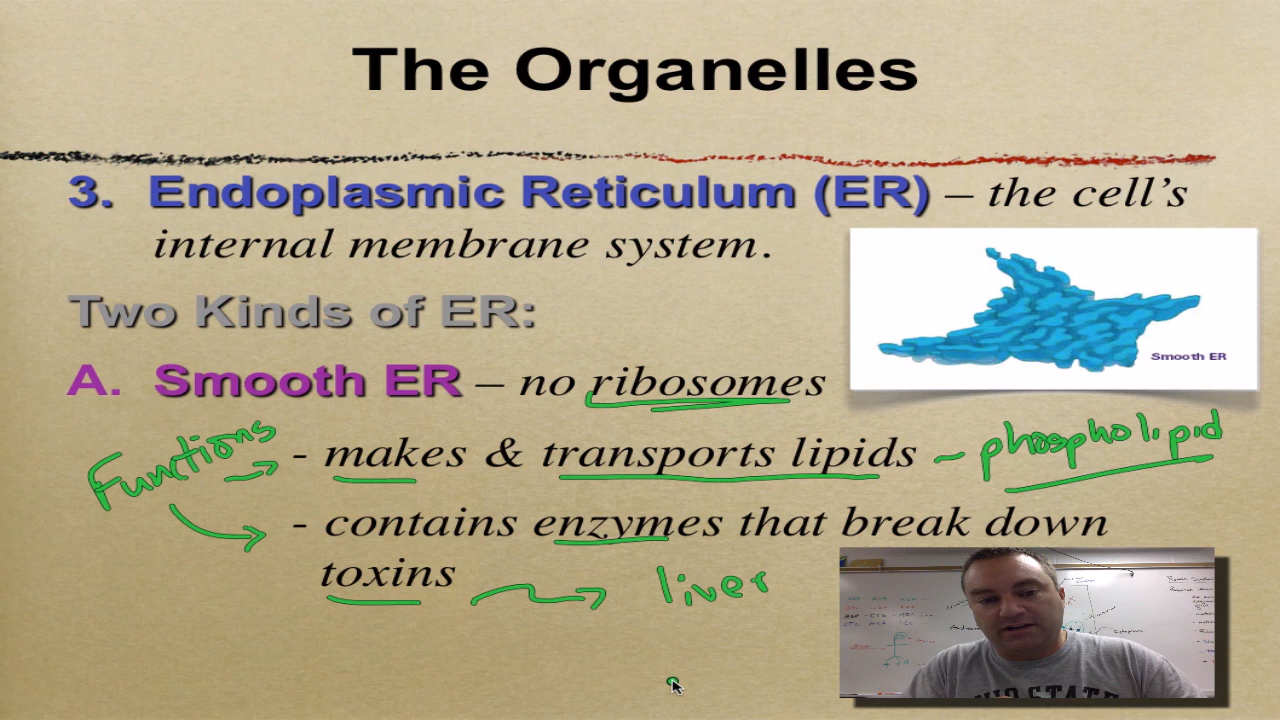 The Organelles
3. Endoplasmic Reticulum (ER) – the cell's
internal membrane system.
Two Kinds of ER:
Smooth ER
A. Smooth ER – no ribosomes
Functions
- makes & transports lipids ~ phospholipid
- contains enzymes that break down
toxins → liver